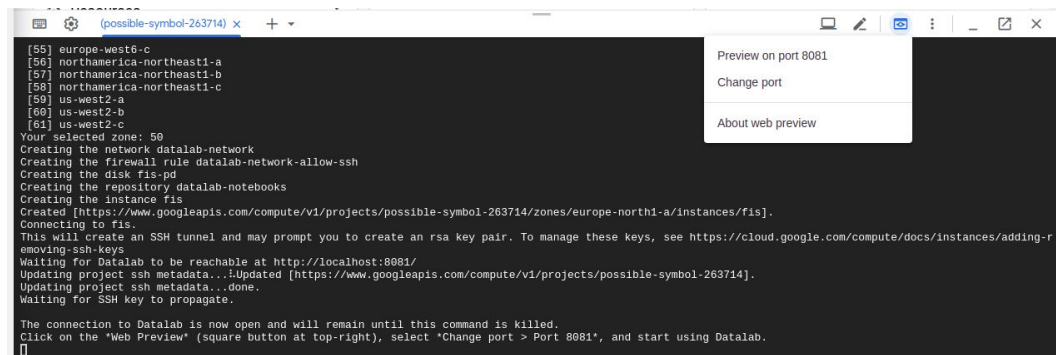 (possible-symbol-263714)
[55] europe-west6-c
[56] northamerica-northeast1-a
[57] northamerica-northeast1-b
[58] northamerica-northeast1-c
[59] us-west2-a
[60] us-west2-b
[61] us-west2-c
Your selected zone: 50
Creating the network datalab-network
Creating the firewall rule datalab-network-allow-ssh
Creating the disk fis-pd
Creating the repository datalab-notebooks
Creating the instance fis
Created [https://www.googleapis.com/compute/v1/projects/possible-symbol-263714/zones/europe-north1-a/instances/fis].
Connecting to fis.
This will create an SSH tunnel and may prompt you to create an rsa key pair. To manage these keys, see https://cloud.google.com/compute/docs/instances/adding-r
emoving-ssh-keys
Waiting for Datalab to be reachable at http://localhost:8081/
Updating project ssh metadata...⠧Updated [https://www.googleapis.com/compute/v1/projects/possible-symbol-263714].
Updating project ssh metadata...done.
Waiting for SSH key to propagate.
The connection to Datalab is now open and will remain until this command is killed.
Click on the *Web Preview* (square button at top-right), select *Change port > Port 8081*, and start using Datalab.
Preview on port 8081
Change port
About web preview